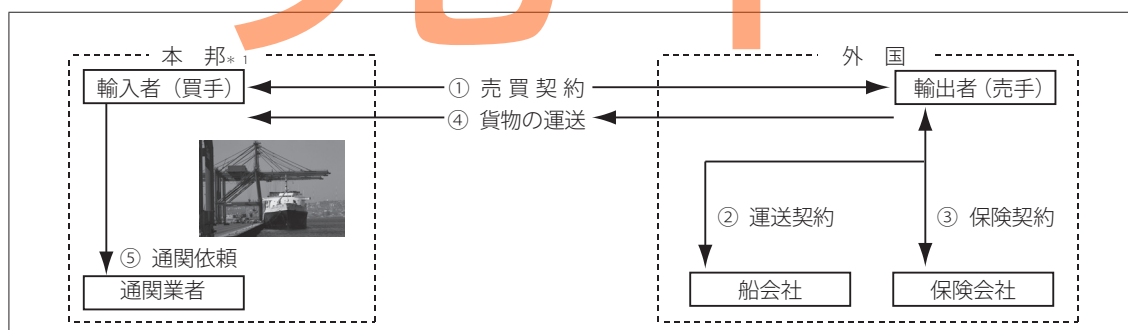 本 邦*1
外 国
輸入者(買手)
① 売 買 契 約
輸出者(売手)
④ 貨物の運送
② 運送契約
③ 保険契約
⑤ 通関依頼
通関業者
船会社
保険会社